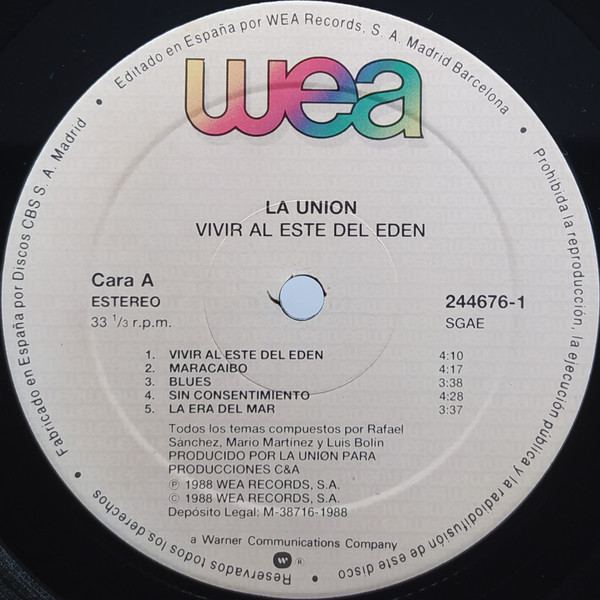 Editado en España por WEA Records, S. A. Madrid Barcelona
• Prohibida la reproducción, la ejecución pública y la radiodifusión de este disco
• Reservados todos los derechos
• Fabricado en España por Discos CBS S. A. Madrid •
wea
LA UNION
VIVIR AL ESTE DEL EDEN
Cara A
ESTEREO
33 1/3 r.p.m.
244676-1
SGAE
1. VIVIR AL ESTE DEL EDEN 4:10
2. MARACAIBO 4:17
3. BLUES 3:38
4. SIN CONSENTIMIENTO 4:28
5. LA ERA DEL MAR 3:37
Todos los temas compuestos por Rafael
Sánchez, Mario Martínez y Luis Bolín
PRODUCIDO POR LA UNION PARA
PRODUCCIONES C&A
℗ 1988 WEA RECORDS, S.A.
© 1988 WEA RECORDS, S.A.
Depósito Legal; M-38716-1988
a Warner Communications Company
W ®